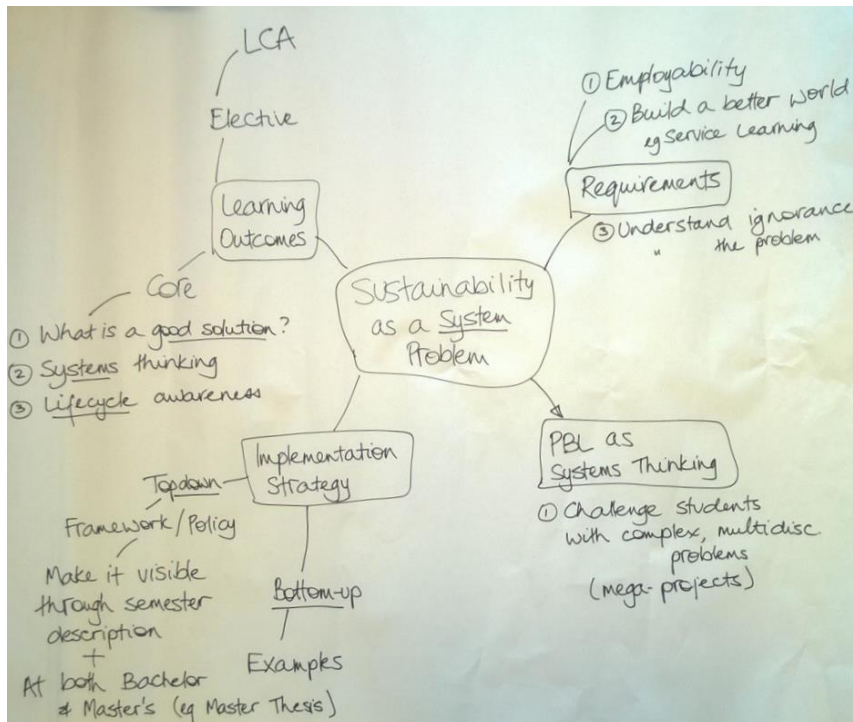 LCA
Elective
Learning
Outcomes
Core
① What is a good solution?
② Systems thinking
③ Lifecycle awareness
① Employability
② Build a better world
eg Service Learning
Requirements
③ Understand ignorance
" the problem
Sustainability
as a System
Problem
Implementation
Strategy
Topdown
Framework/Policy
Make it visible
through semester
description
+
At both Bachelor
& Master's (eg Master Thesis)
Bottom-up
Examples
PBL as
Systems Thinking
① Challenge students
with complex, multidisc.
problems
(mega-projects)